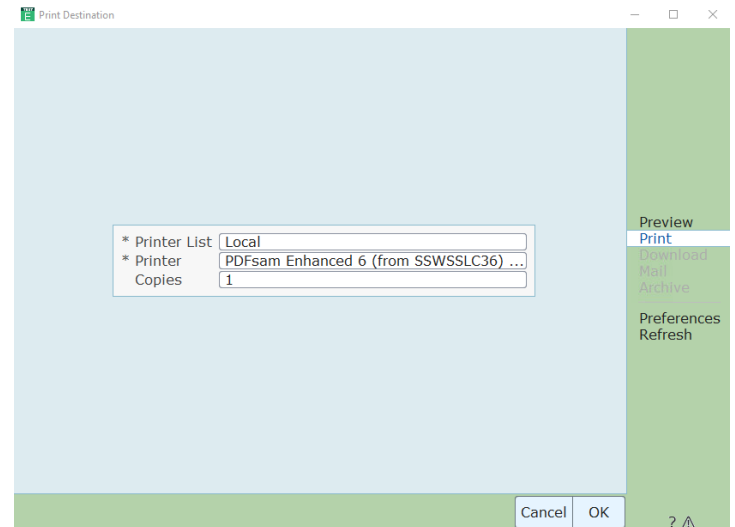 Print Destination
* Printer List Local
* Printer PDFsam Enhanced 6 (from SSWSSLC36) ...
Copies 1
Preview
Print
Download
Mail
Archive
Preferences
Refresh
Cancel OK
?